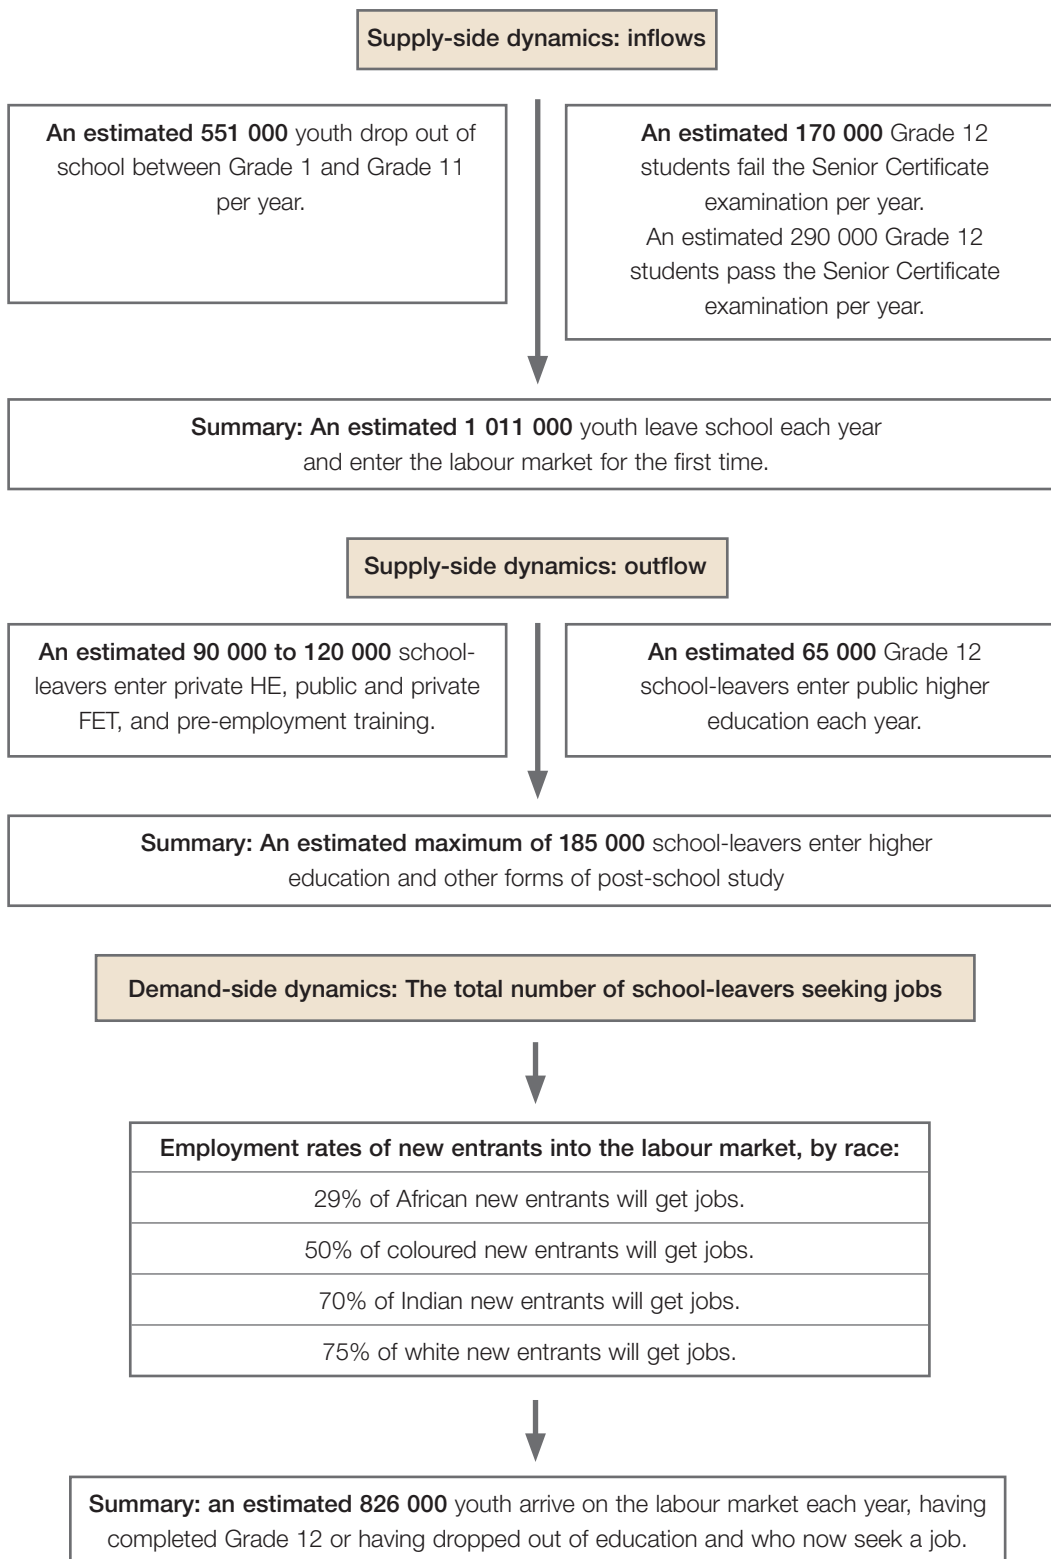 Supply-side dynamics: inflows
An estimated 551 000 youth drop out of
school between Grade 1 and Grade 11
per year.
An estimated 170 000 Grade 12
students fail the Senior Certificate
examination per year.
An estimated 290 000 Grade 12
students pass the Senior Certificate
examination per year.
Summary: An estimated 1 011 000 youth leave school each year
and enter the labour market for the first time.
Supply-side dynamics: outflow
An estimated 90 000 to 120 000 school-
leavers enter private HE, public and private
FET, and pre-employment training.
An estimated 65 000 Grade 12
school-leavers enter public higher
education each year.
Summary: An estimated maximum of 185 000 school-leavers enter higher
education and other forms of post-school study
Demand-side dynamics: The total number of school-leavers seeking jobs
Employment rates of new entrants into the labour market, by race:
29% of African new entrants will get jobs.
50% of coloured new entrants will get jobs.
70% of Indian new entrants will get jobs.
75% of white new entrants will get jobs.
Summary: an estimated 826 000 youth arrive on the labour market each year, having
completed Grade 12 or having dropped out of education and who now seek a job.